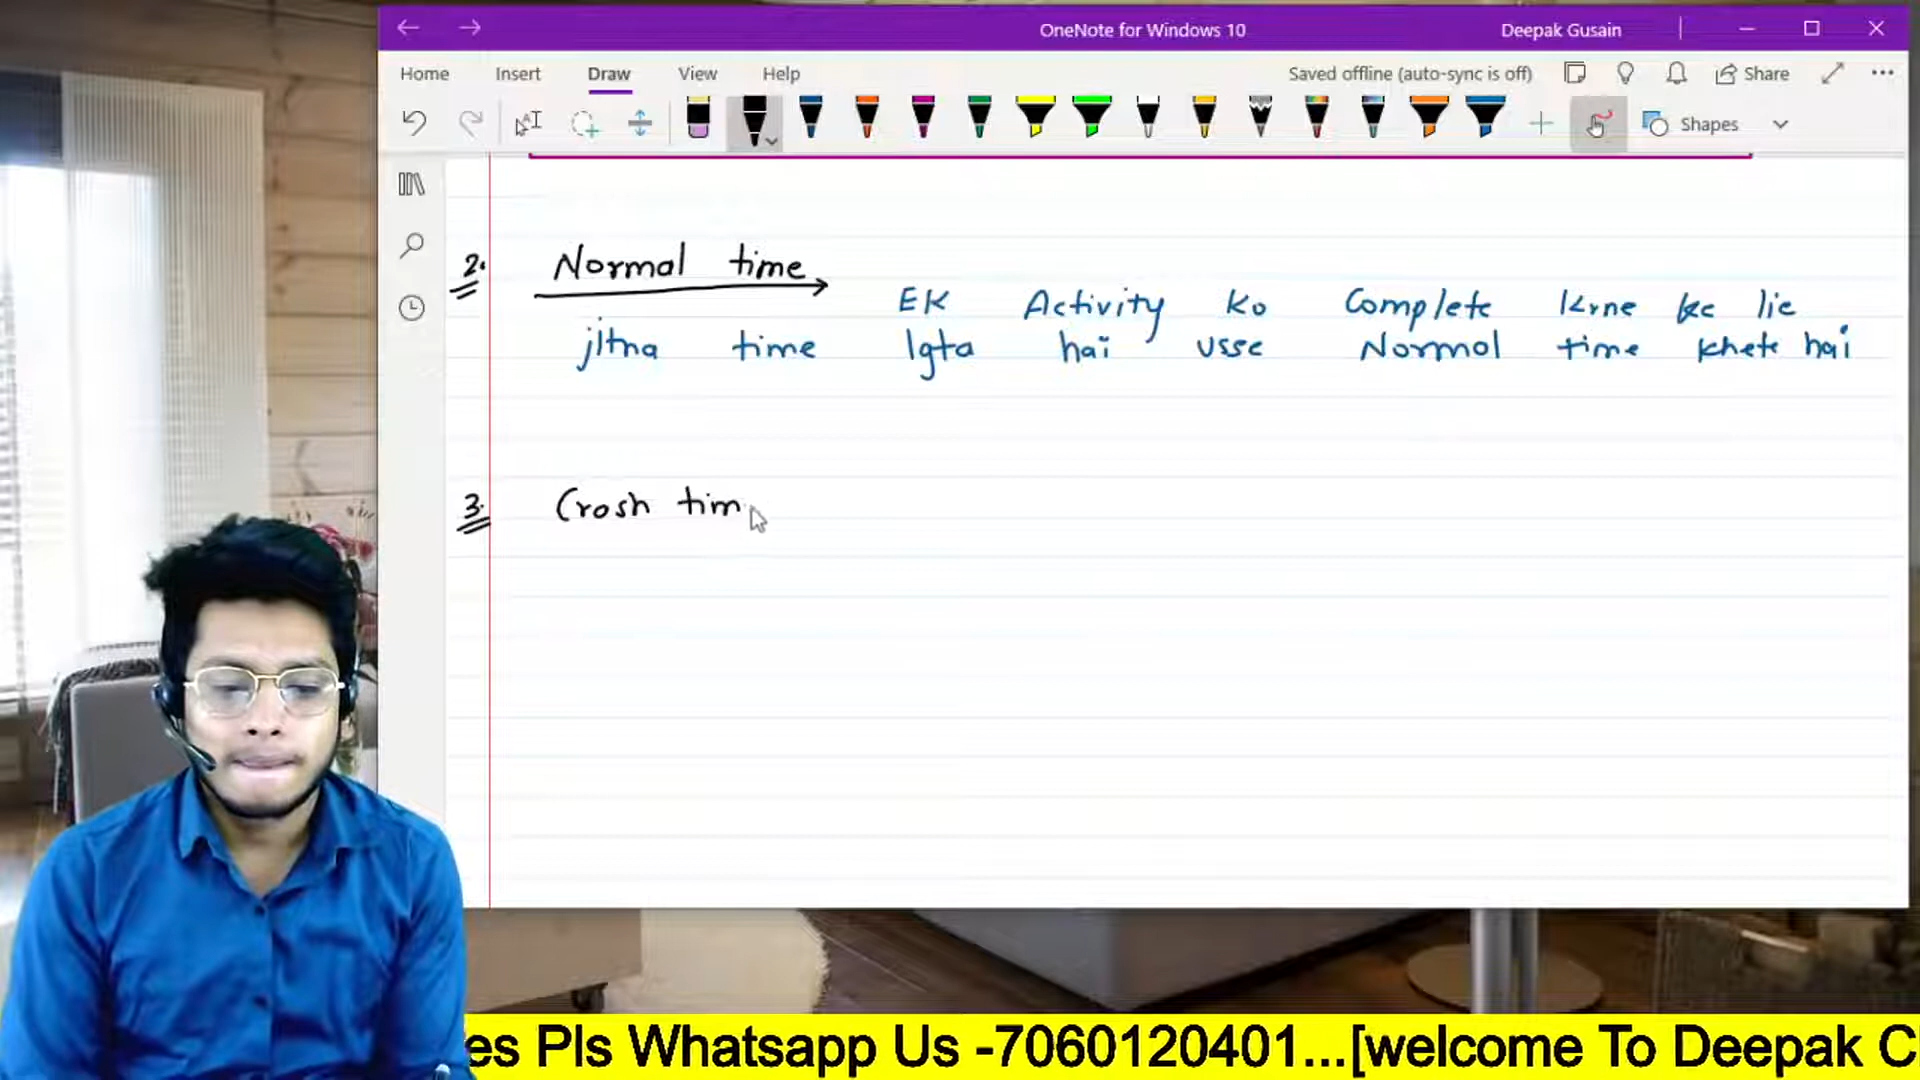 OneNote for Windows 10
Deepak Gusain
Home Insert Draw View Help
Saved offline (auto-sync is off)
Share
Shapes
2. Normal time
EK Activity ko Complete Krne ke lie
jitna time lgta hai usse Normal time khete hai
3. Crosh tim
es Pls Whatsapp Us -7060120401...[welcome To Deepak C